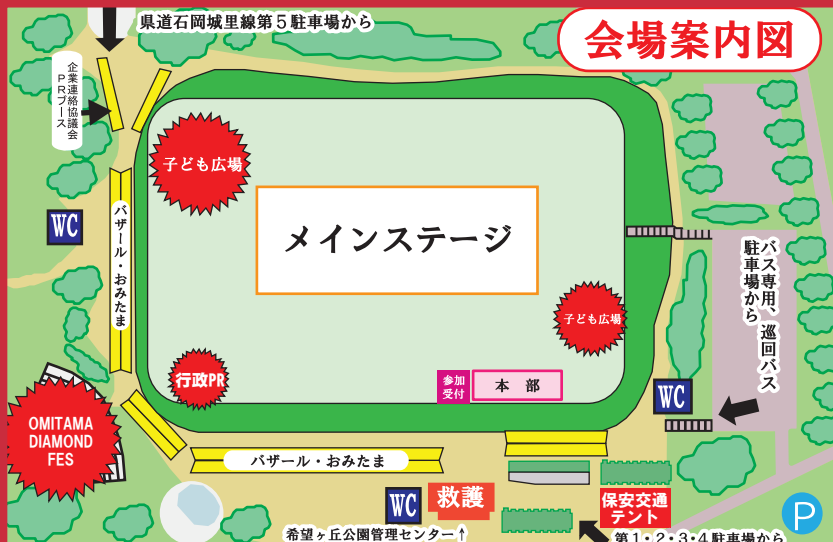 県道石岡城里線第5駐車場から
会場案内図
企業連絡協議会
PRブース
子ども広場
WC
バザール・おみたま
メインステージ
バス専用、巡回バス
駐車場から
子ども広場
行政PR
参加
受付
本部
WC
OMITAMA
DIAMOND
FES
バザール・おみたま
WC
救護
保安交通
テント
P
希望ヶ丘公園管理センター↑
第1・2・3・4駐車場から